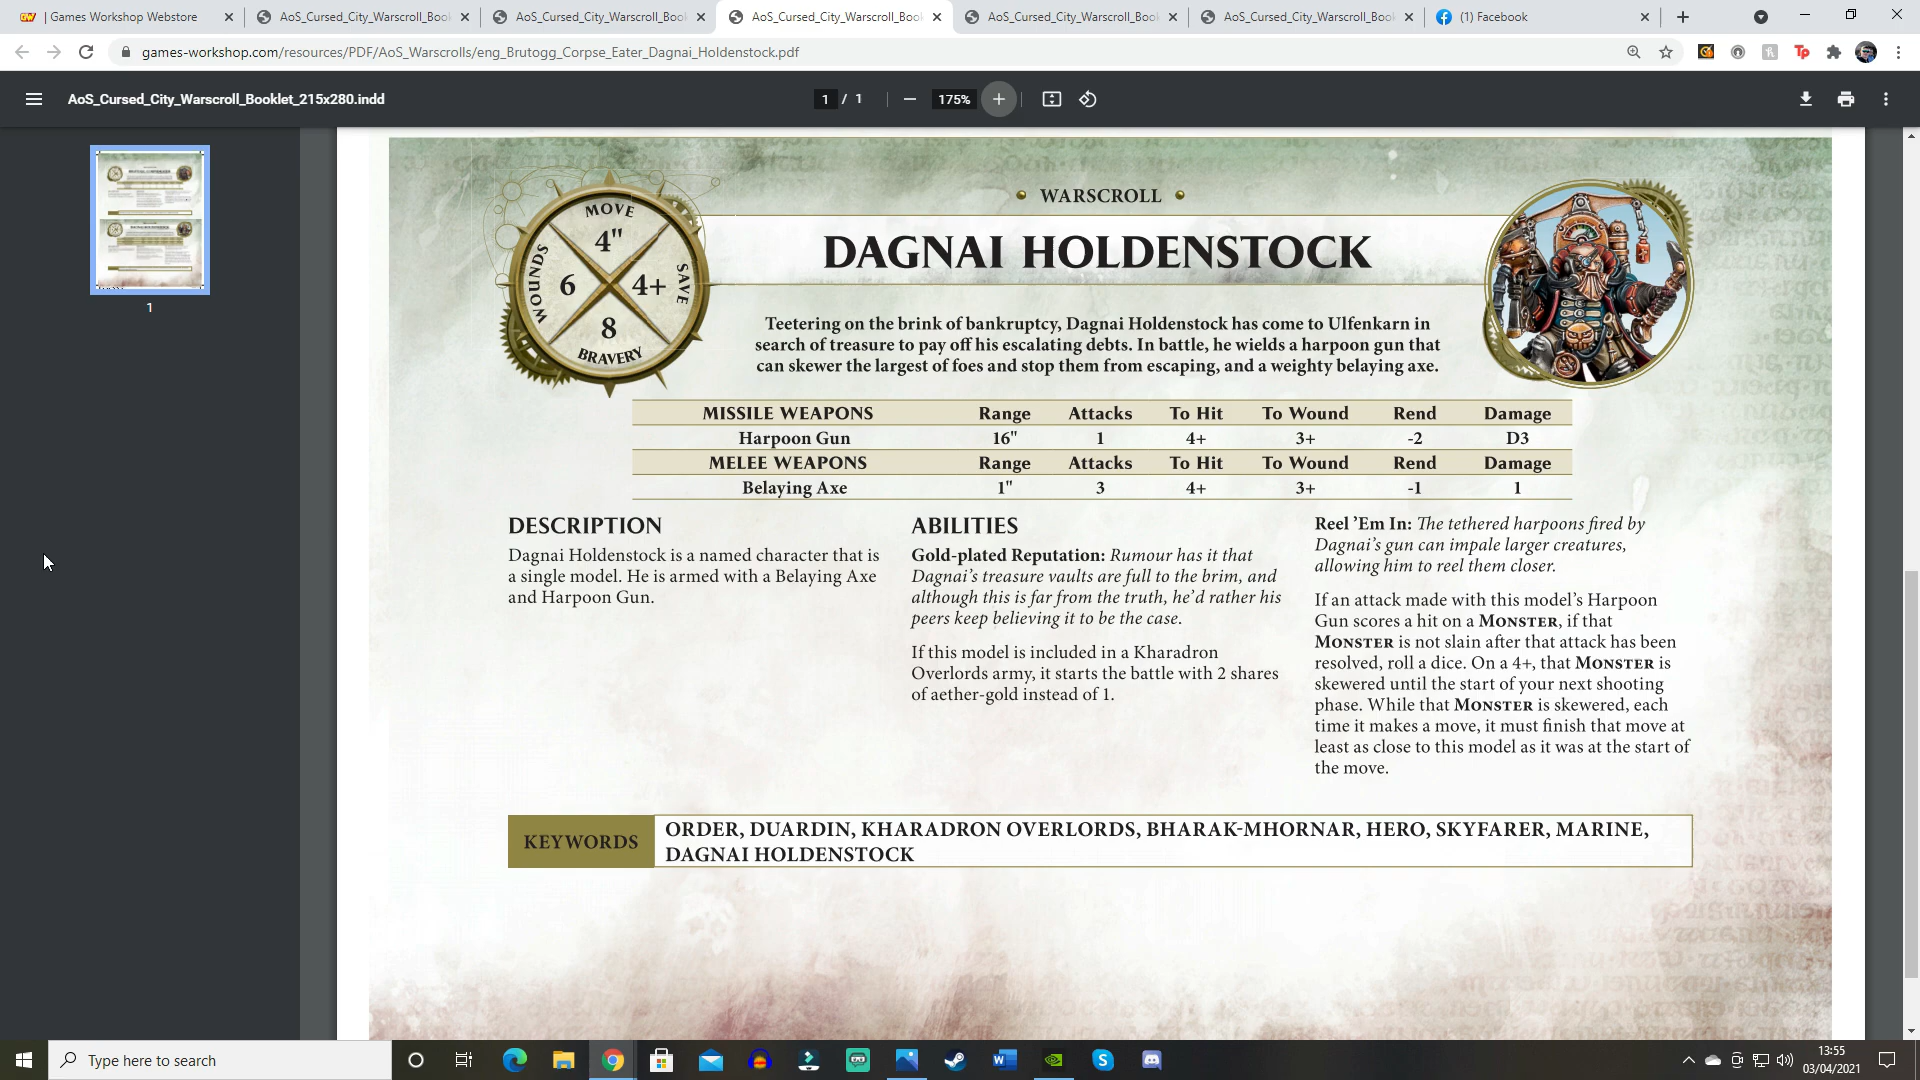 | Games Workshop Webstore
AoS_Cursed_City_Warscroll_Book
AoS_Cursed_City_Warscroll_Book
AoS_Cursed_City_Warscroll_Book
AoS_Cursed_City_Warscroll_Book
AoS_Cursed_City_Warscroll_Book
(1) Facebook
games-workshop.com/resources/PDF/AoS_Warscrolls/eng_Brutogg_Corpse_Eater_Dagnai_Holdenstock.pdf
AoS_Cursed_City_Warscroll_Booklet_215x280.indd
1 / 1
175%
1
WARSCROLL
DAGNAI HOLDENSTOCK
MOVE
4"
WOUNDS
6
4+
SAVE
8
BRAVERY
Teetering on the brink of bankruptcy, Dagnai Holdenstock has come to Ulfenkarn in
search of treasure to pay off his escalating debts. In battle, he wields a harpoon gun that
can skewer the largest of foes and stop them from escaping, and a weighty belaying axe.
MISSILE WEAPONS Range Attacks To Hit To Wound Rend Damage
Harpoon Gun 16" 1 4+ 3+ -2 D3
MELEE WEAPONS Range Attacks To Hit To Wound Rend Damage
Belaying Axe 1" 3 4+ 3+ -1 1
DESCRIPTION
Dagnai Holdenstock is a named character that is
a single model. He is armed with a Belaying Axe
and Harpoon Gun.
ABILITIES
Gold-plated Reputation: Rumour has it that
Dagnai's treasure vaults are full to the brim, and
although this is far from the truth, he'd rather his
peers keep believing it to be the case.
If this model is included in a Kharadron
Overlords army, it starts the battle with 2 shares
of aether-gold instead of 1.
Reel 'Em In: The tethered harpoons fired by
Dagnai's gun can impale larger creatures,
allowing him to reel them closer.
If an attack made with this model's Harpoon
Gun scores a hit on a MONSTER, if that
MONSTER is not slain after that attack has been
resolved, roll a dice. On a 4+, that MONSTER is
skewered until the start of your next shooting
phase. While that MONSTER is skewered, each
time it makes a move, it must finish that move at
least as close to this model as it was at the start of
the move.
KEYWORDS
ORDER, DUARDIN, KHARADRON OVERLORDS, BHARAK-MHORNAR, HERO, SKYFARER, MARINE,
DAGNAI HOLDENSTOCK
Type here to search
13:55
03/04/2021